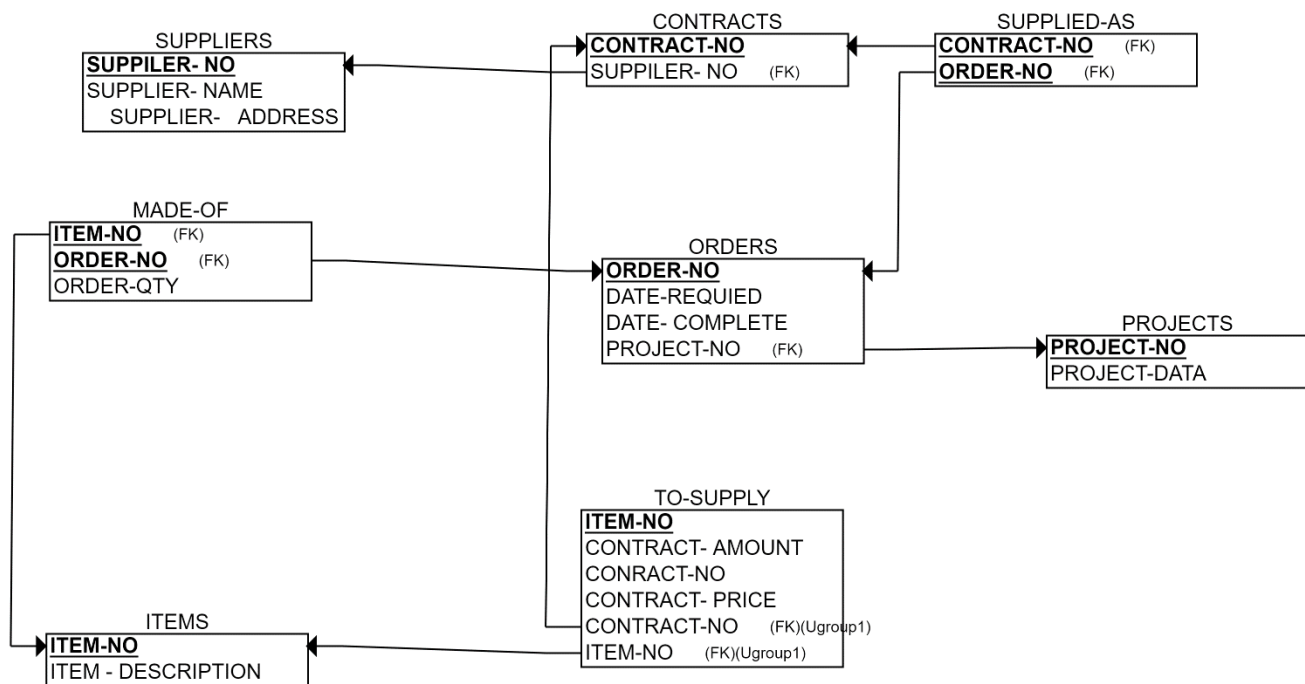 SUPPLIERS
SUPPILER- NO
SUPPLIER- NAME
SUPPLIER- ADDRESS
CONTRACTS
CONTRACT-NO
SUPPILER- NO (FK)
SUPPLIED-AS
CONTRACT-NO (FK)
ORDER-NO (FK)
MADE-OF
ITEM-NO (FK)
ORDER-NO (FK)
ORDER-QTY
ORDERS
ORDER-NO
DATE-REQUIED
DATE- COMPLETE
PROJECT-NO (FK)
PROJECTS
PROJECT-NO
PROJECT-DATA
TO-SUPPLY
ITEM-NO
CONTRACT- AMOUNT
CONRACT-NO
CONTRACT- PRICE
CONTRACT-NO (FK)(Ugroup1)
ITEM-NO (FK)(Ugroup1)
ITEMS
ITEM-NO
ITEM - DESCRIPTION